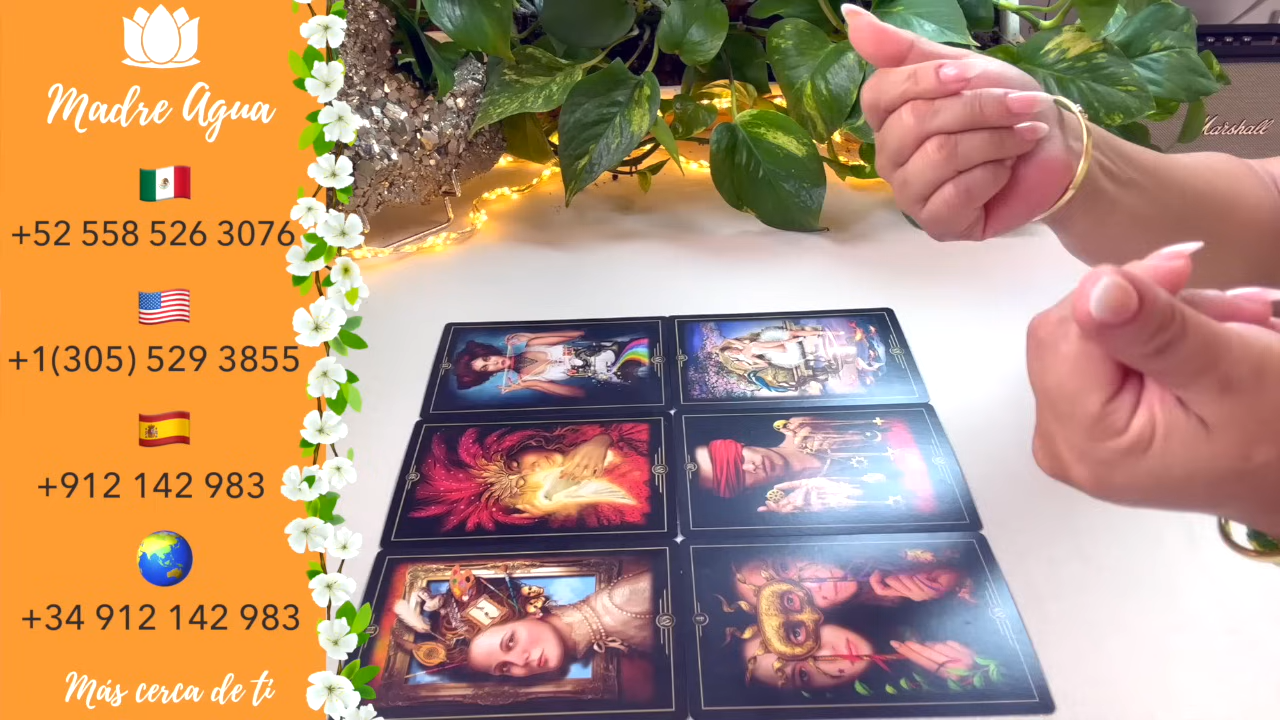 Madre Agua
+52 558 526 3076
+1(305) 529 3855
+912 142 983
+34 912 142 983
Más cerca de ti
Marshall